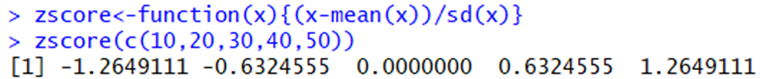 > zscore<-function(x){(x-mean(x))/sd(x)}
> zscore(c(10,20,30,40,50))
[1] -1.2649111 -0.6324555  0.0000000  0.6324555  1.2649111